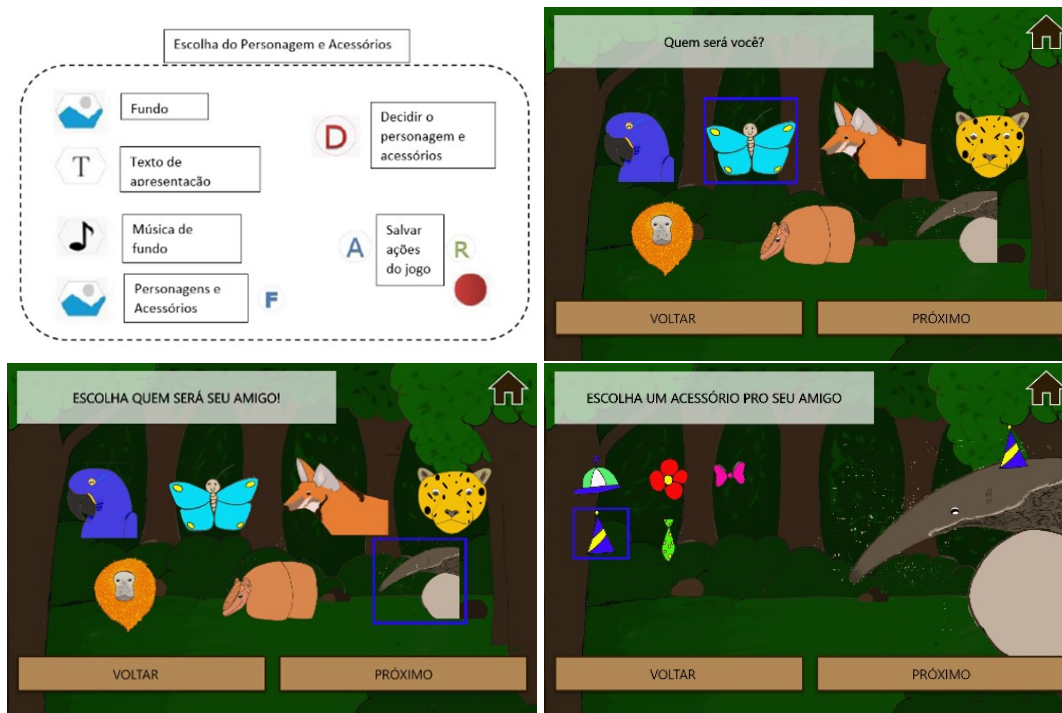 Escolha do Personagem e Acessórios
Fundo
T
Texto de
apresentação
Música de
fundo
Personagens e
Acessórios
F
D
Decidir o
personagem e
acessórios
A
Salvar
ações
do jogo
R
Quem será você?
VOLTAR
PRÓXIMO
ESCOLHA QUEM SERÁ SEU AMIGO!
VOLTAR
PRÓXIMO
ESCOLHA UM ACESSÓRIO PRO SEU AMIGO
VOLTAR
PRÓXIMO